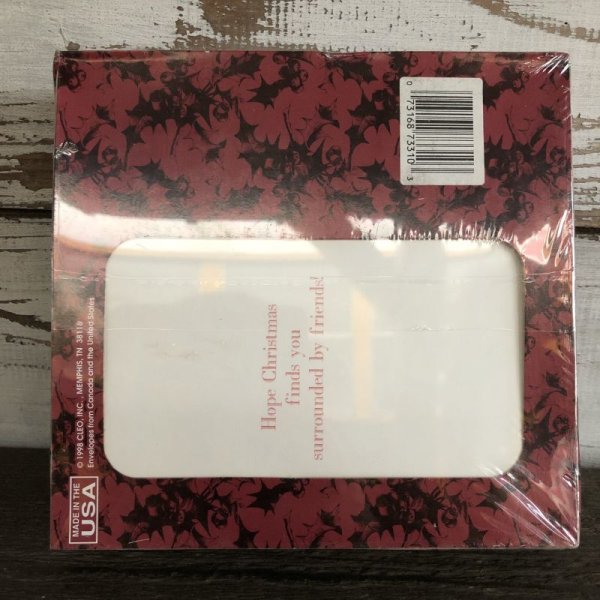 Hope Christmas
finds you
surrounded by friends!
MADE IN THE
USA
© 1998 CLEO, INC., MEMPHIS, TN 38118
Envelopes from Canada and the United States
0 73168 73310 3